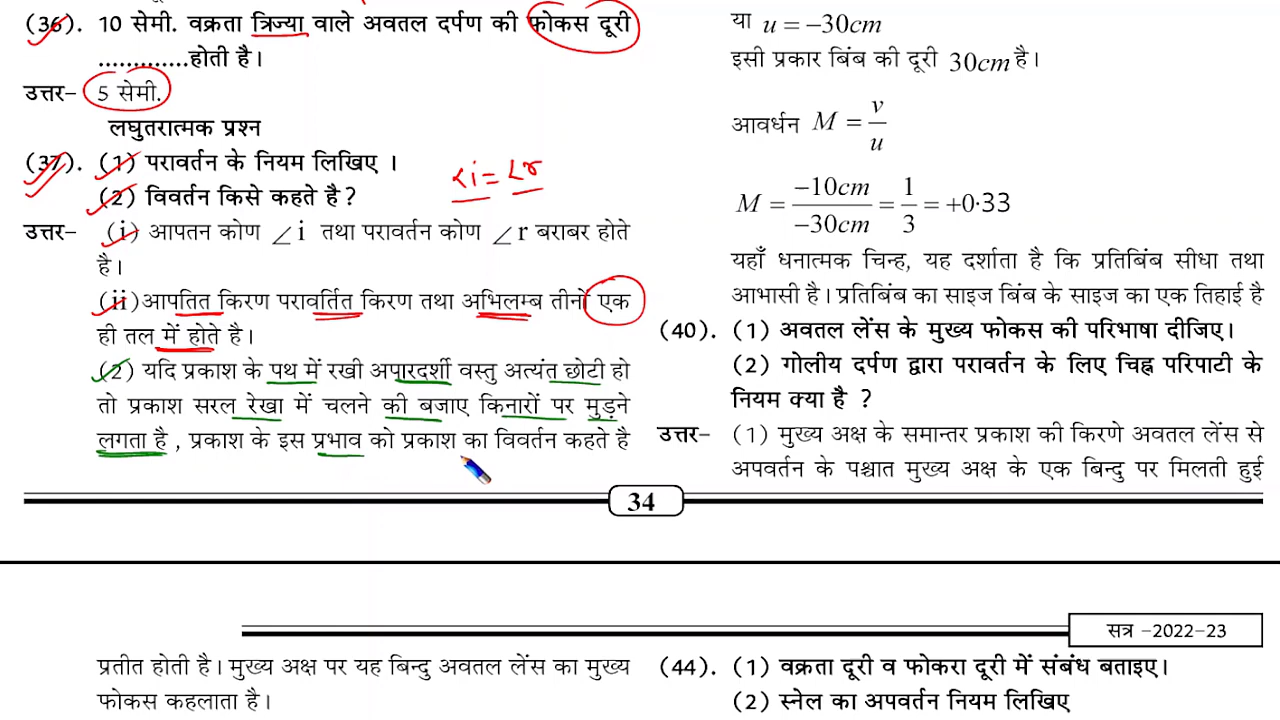 (36). 10 सेमी. वक्रता त्रिज्या वाले अवतल दर्पण की फोकस दूरी
.............होती है।
उत्तर- 5 सेमी.
लघुतरात्मक प्रश्न
(37). (1) परावर्तन के नियम लिखिए ।
∠i = ∠r
(2) विवर्तन किसे कहते है?
उत्तर- (i) आपतन कोण ∠i तथा परावर्तन कोण ∠r बराबर होते
है।
(ii) आपतित किरण परावर्तित किरण तथा अभिलम्ब तीनों एक
ही तल में होते है।
(2) यदि प्रकाश के पथ में रखी अपारदर्शी वस्तु अत्यंत छोटी हो
तो प्रकाश सरल रेखा में चलने की बजाए किनारों पर मुड़ने
लगता है , प्रकाश के इस प्रभाव को प्रकाश का विवर्तन कहते है
या u = −30cm
इसी प्रकार बिंब की दूरी 30cm है।
आवर्धन M = v/u
M = −10cm/−30cm = 1/3 = +0·33
यहाँ धनात्मक चिन्ह, यह दर्शाता है कि प्रतिबिंब सीधा तथा
आभासी है। प्रतिबिंब का साइज बिंब के साइज का एक तिहाई है
(40). (1) अवतल लेंस के मुख्य फोकस की परिभाषा दीजिए।
(2) गोलीय दर्पण द्वारा परावर्तन के लिए चिह्न परिपाटी के
नियम क्या है ?
उत्तर- (1) मुख्य अक्ष के समान्तर प्रकाश की किरणे अवतल लेंस से
अपवर्तन के पश्चात मुख्य अक्ष के एक बिन्दु पर मिलती हुई
34
सत्र -2022-23
प्रतीत होती है। मुख्य अक्ष पर यह बिन्दु अवतल लेंस का मुख्य
फोकस कहलाता है।
(44). (1) वक्रता दूरी व फोकरा दूरी में संबंध बताइए।
(2) स्नेल का अपवर्तन नियम लिखिए